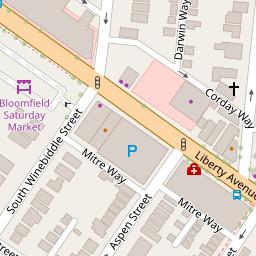 Darwin Way
Corday Way
Bloomfield
Saturday
Market
South Winebiddle Street
Mitre Way
P
Liberty Avenue
Aspen Street
Mitre Way